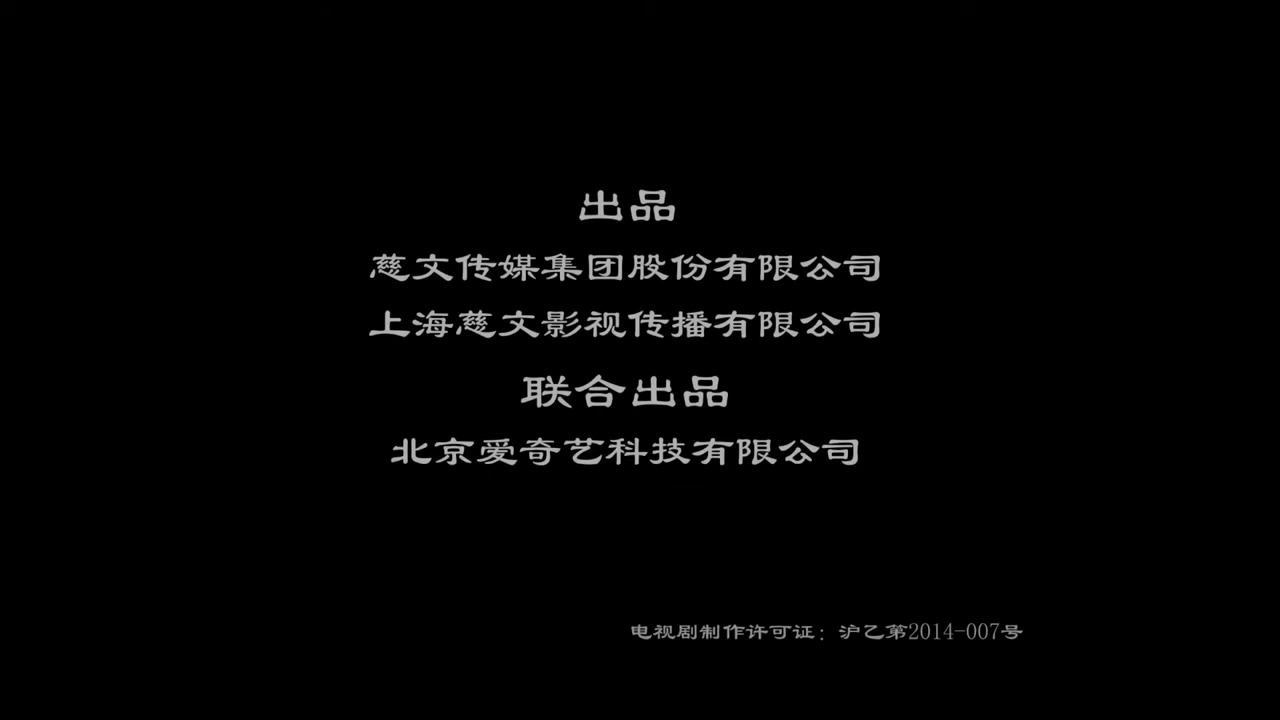 出品
慈文传媒集团股份有限公司
上海慈文影视传播有限公司
联合出品
北京爱奇艺科技有限公司
电视剧制作许可证：沪乙第2014-007号